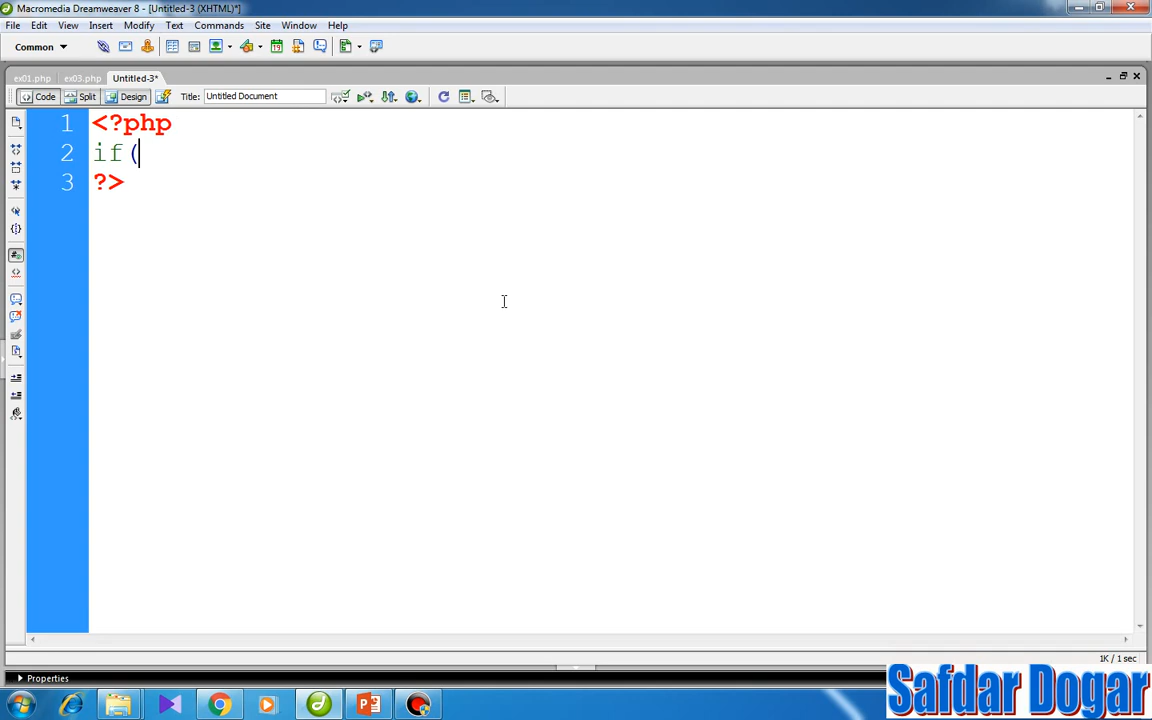 Macromedia Dreamweaver 8 - [Untitled-3 (XHTML)*]
File Edit View Insert Modify Text Commands Site Window Help
Common
ex01.php ex03.php Untitled-3*
Code Split Design Title: Untitled Document
1 <?php
2 if(
3 ?>
1K / 1 sec
Properties
Safdar Dogar